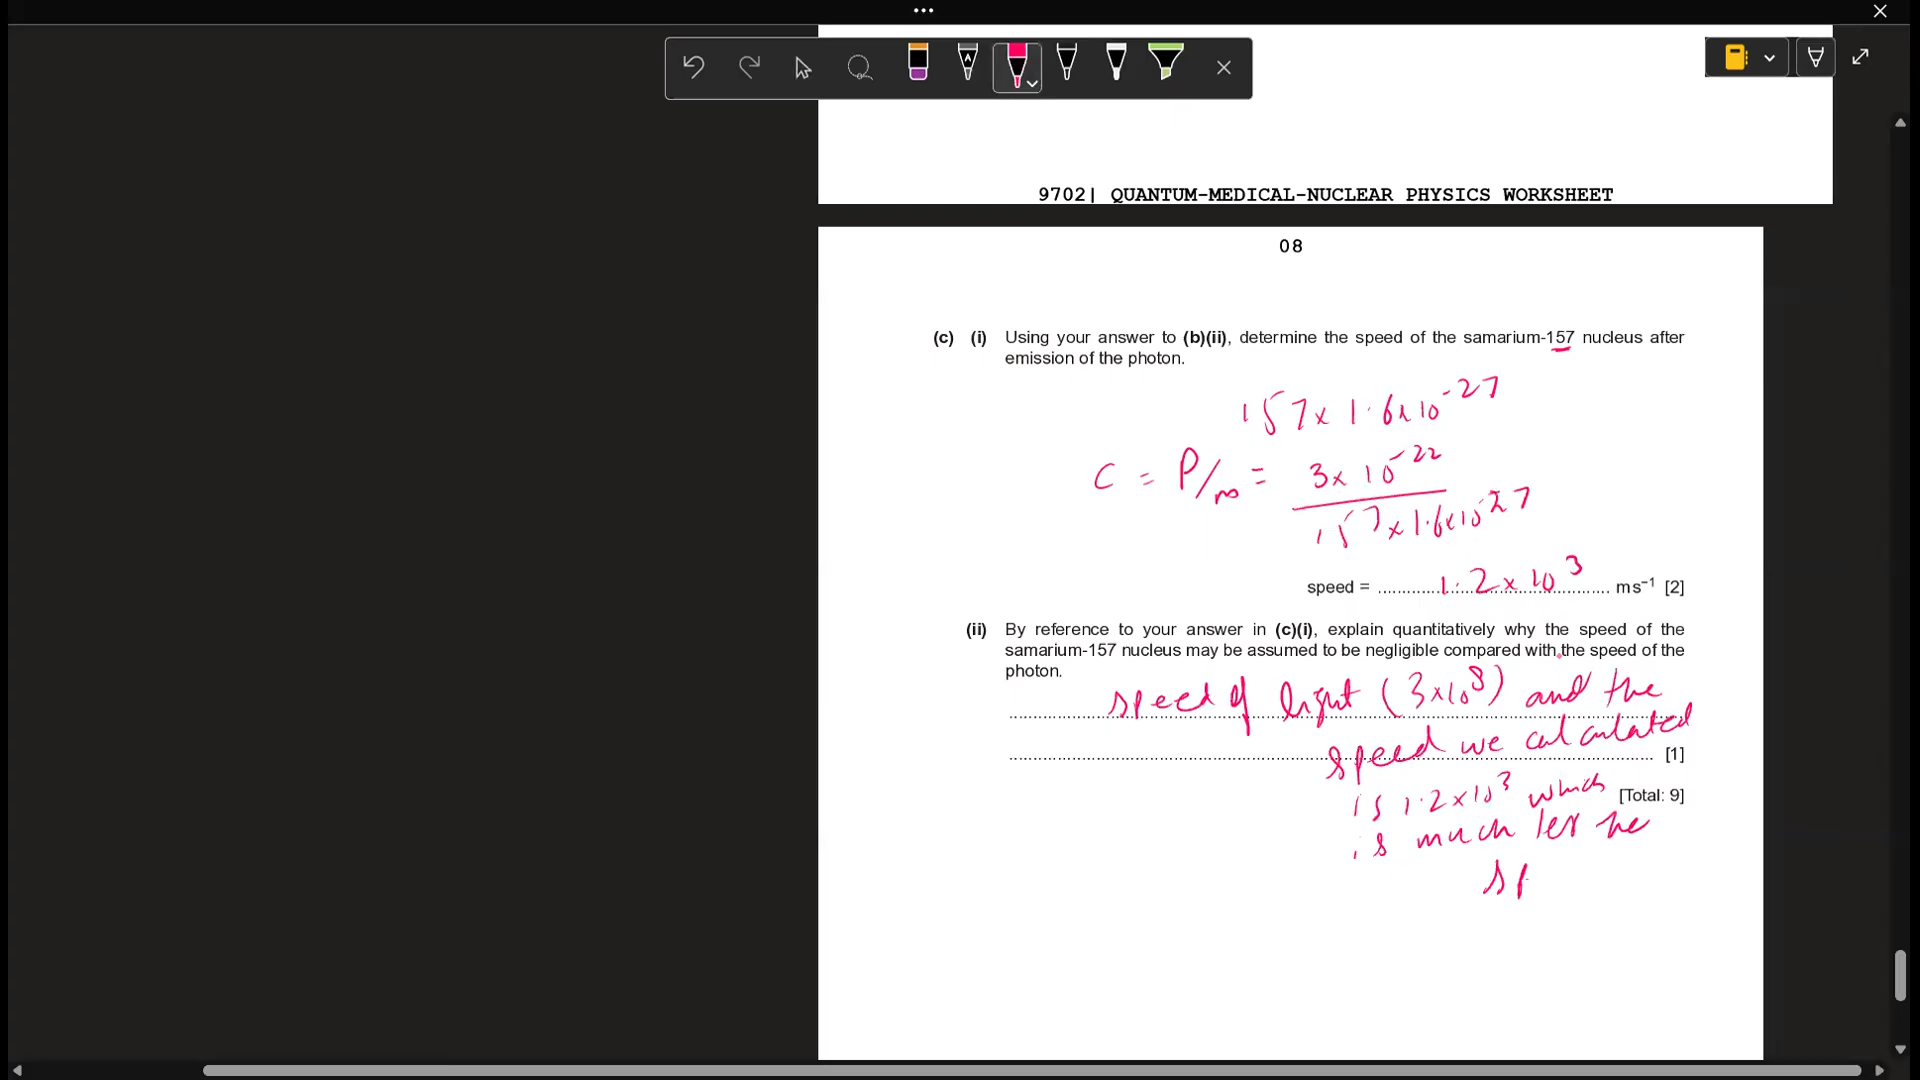 9702| QUANTUM-MEDICAL-NUCLEAR PHYSICS WORKSHEET
08
(c) (i) Using your answer to (b)(ii), determine the speed of the samarium-157 nucleus after
emission of the photon.
157 x 1.6x10^-27
C = P/m = 3x10^-22
157x1.6x10^-27
speed = ............1.2x10^3............ ms⁻¹ [2]
(ii) By reference to your answer in (c)(i), explain quantitatively why the speed of the
samarium-157 nucleus may be assumed to be negligible compared with the speed of the
photon.
speed of light (3x10^8) and the
speed we calculated
[1]
is 1.2x10^3 which
[Total: 9]
is much les the
sp